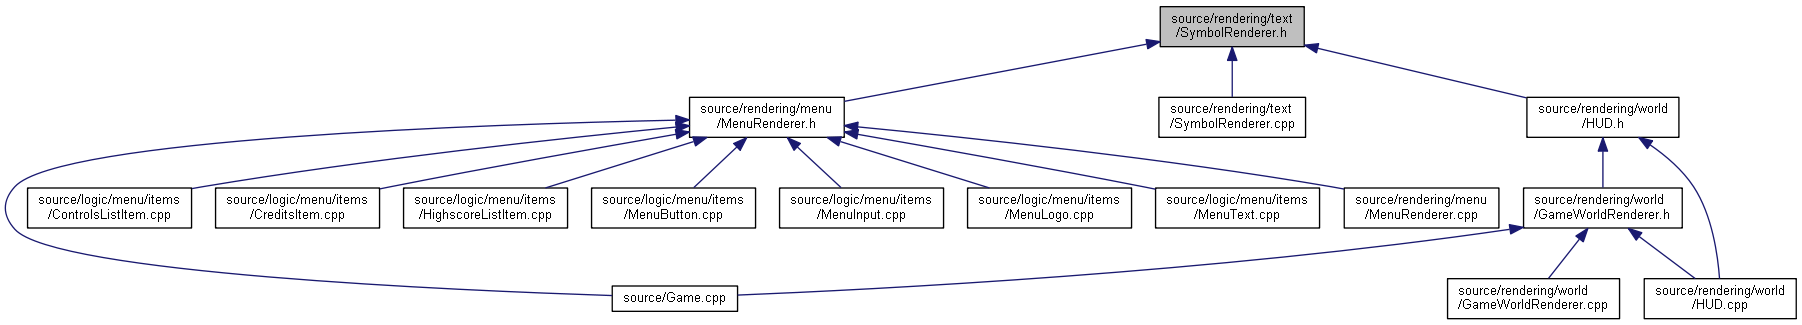 source/rendering/text
/SymbolRenderer.h
source/rendering/menu
/MenuRenderer.h
source/rendering/text
/SymbolRenderer.cpp
source/rendering/world
/HUD.h
source/logic/menu/items
/ControlsListItem.cpp
source/logic/menu/items
/CreditsItem.cpp
source/logic/menu/items
/HighscoreListItem.cpp
source/logic/menu/items
/MenuButton.cpp
source/logic/menu/items
/MenuInput.cpp
source/logic/menu/items
/MenuLogo.cpp
source/logic/menu/items
/MenuText.cpp
source/rendering/menu
/MenuRenderer.cpp
source/rendering/world
/GameWorldRenderer.h
source/Game.cpp
source/rendering/world
/GameWorldRenderer.cpp
source/rendering/world
/HUD.cpp